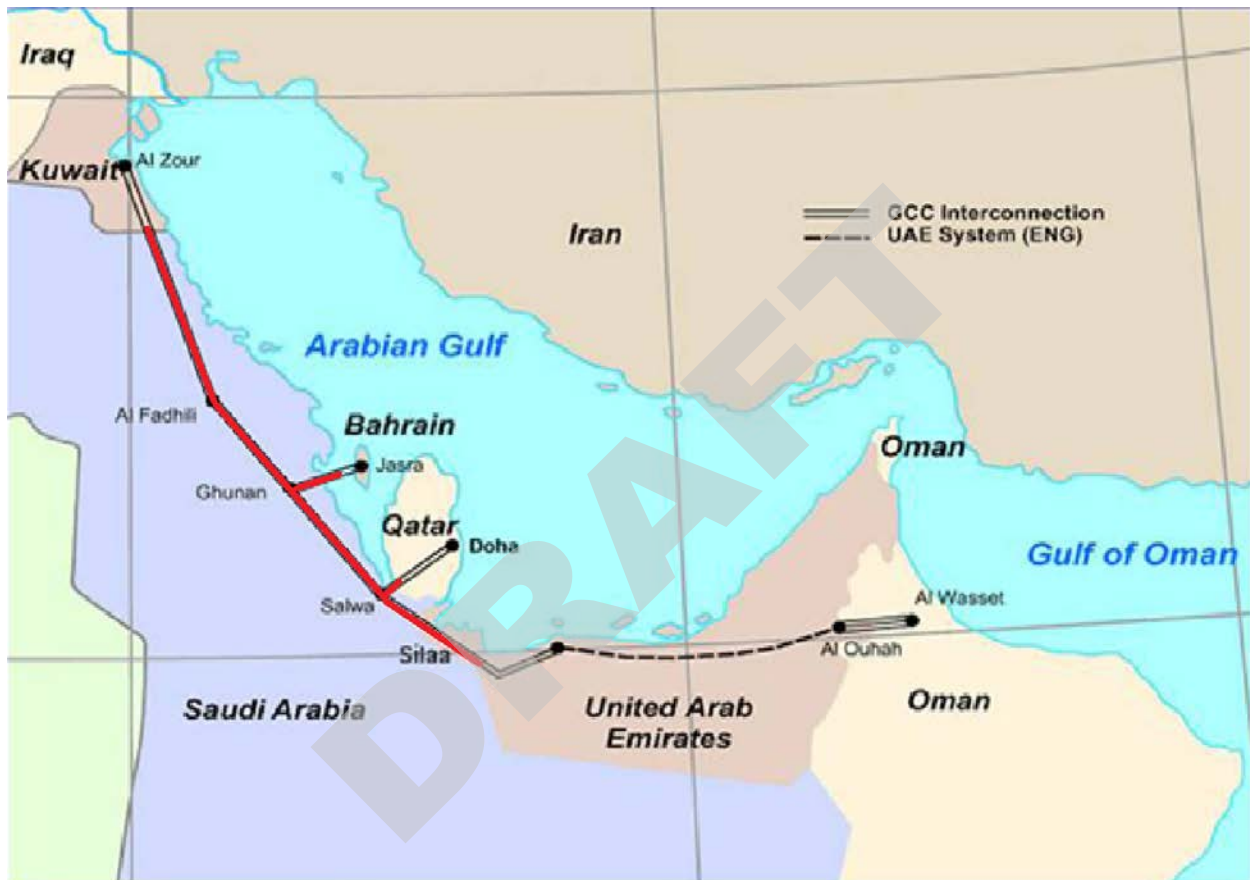 Iraq
Kuwait
Al Zour
Iran
GCC Interconnection
UAE System (ENG)
Arabian Gulf
Al Fadhili
Bahrain
Jasra
Ghunan
Qatar
Doha
Oman
Gulf of Oman
Salwa
Silaa
Al Wasset
Al Ouhah
Saudi Arabia
United Arab
Emirates
Oman
DRAFT